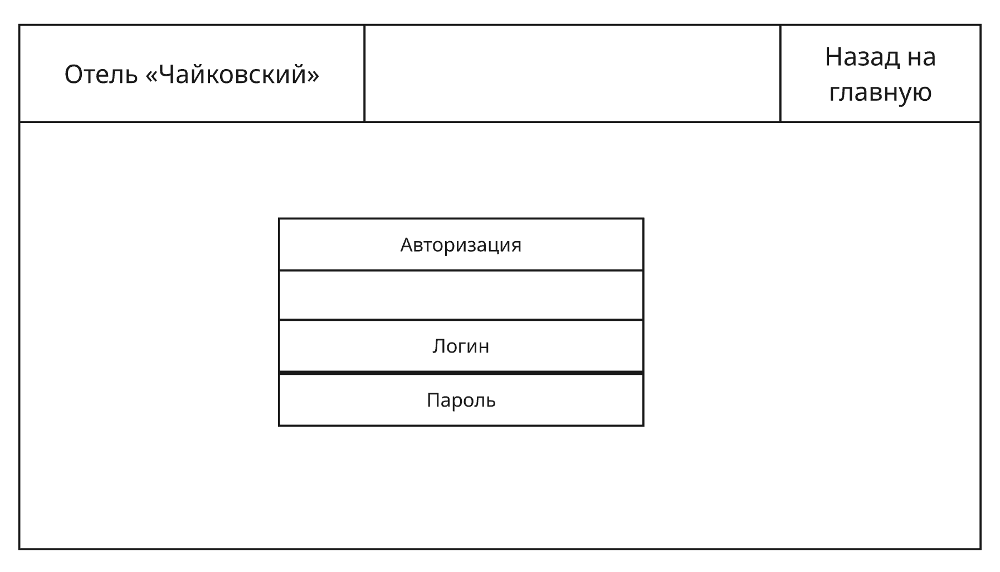 Отель «Чайковский»
Назад на
главную
Авторизация
Логин
Пароль